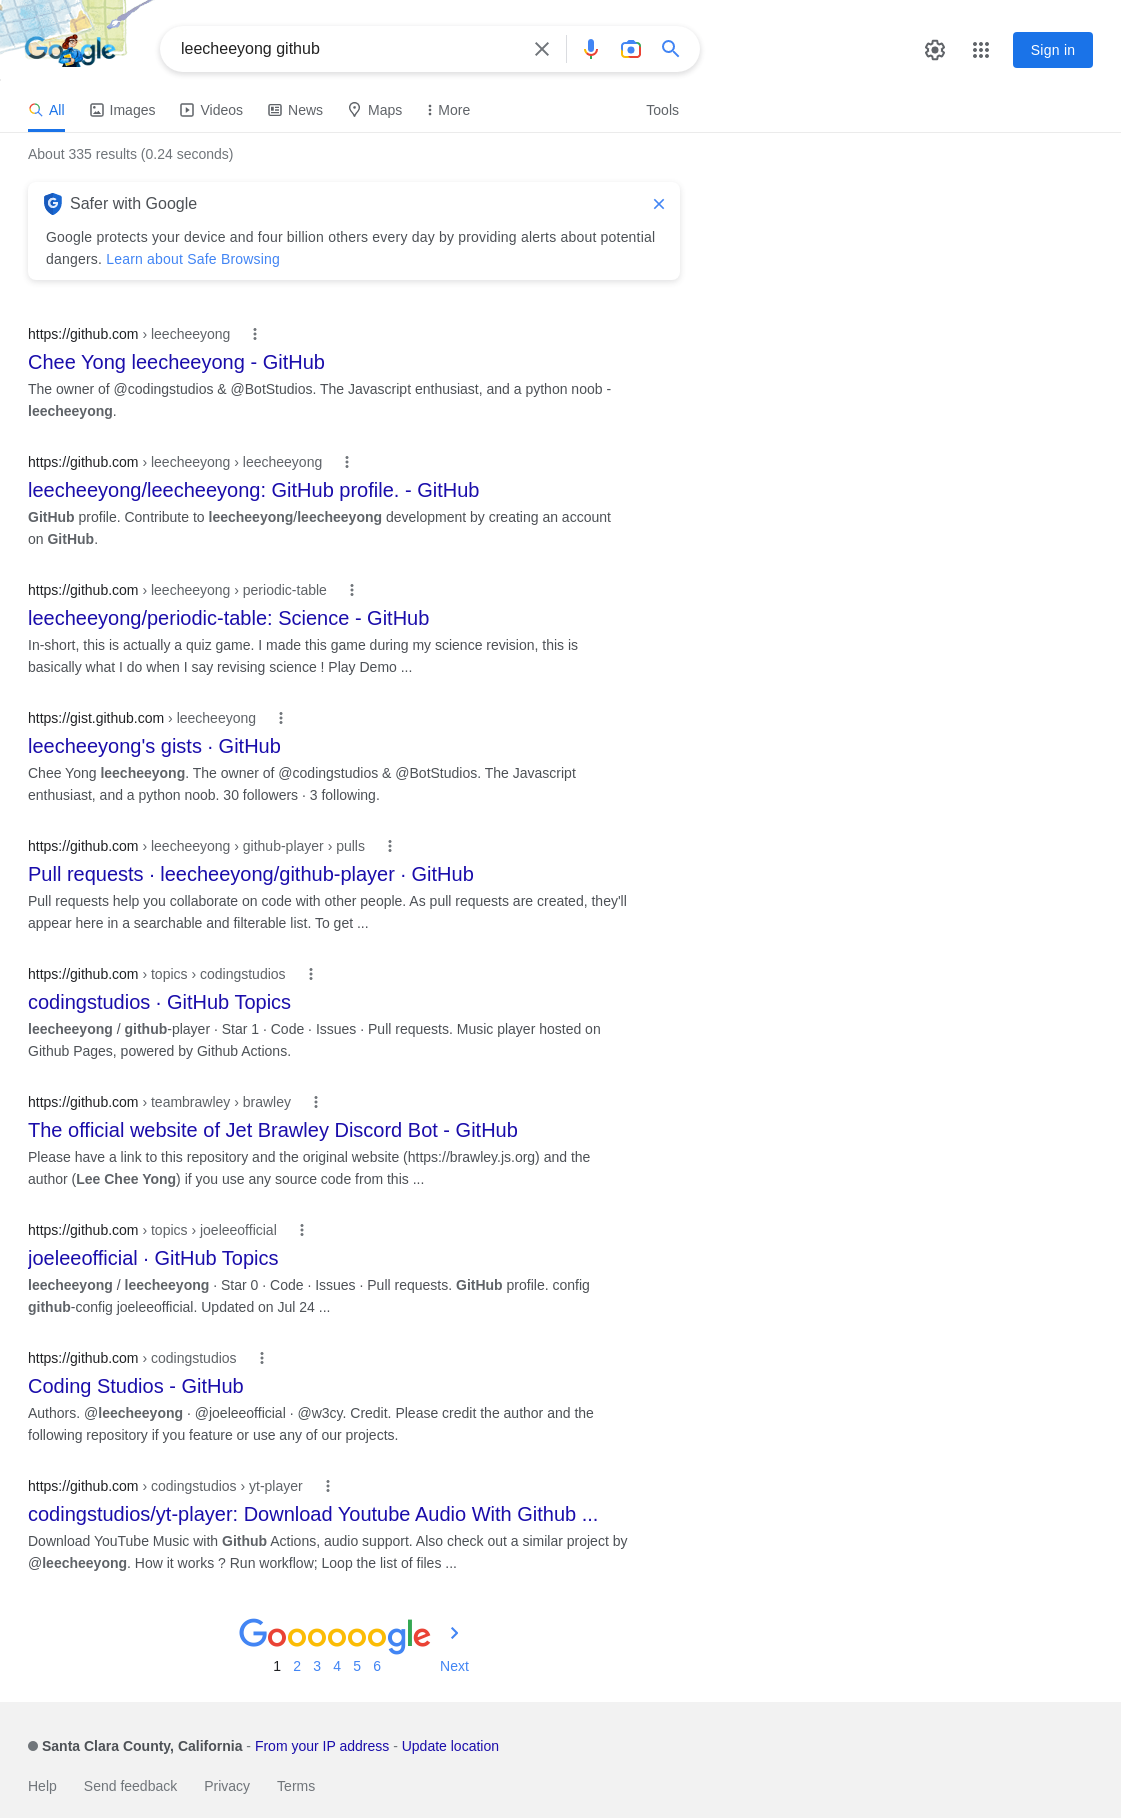 Google
leecheeyong github
Sign in
All Images Videos News Maps More Tools
About 335 results (0.24 seconds)
Safer with Google
Google protects your device and four billion others every day by providing alerts about potential
dangers. Learn about Safe Browsing
https://github.com › leecheeyong
Chee Yong leecheeyong - GitHub
The owner of @codingstudios & @BotStudios. The Javascript enthusiast, and a python noob -
leecheeyong.
https://github.com › leecheeyong › leecheeyong
leecheeyong/leecheeyong: GitHub profile. - GitHub
GitHub profile. Contribute to leecheeyong/leecheeyong development by creating an account
on GitHub.
https://github.com › leecheeyong › periodic-table
leecheeyong/periodic-table: Science - GitHub
In-short, this is actually a quiz game. I made this game during my science revision, this is
basically what I do when I say revising science ! Play Demo ...
https://gist.github.com › leecheeyong
leecheeyong's gists · GitHub
Chee Yong leecheeyong. The owner of @codingstudios & @BotStudios. The Javascript
enthusiast, and a python noob. 30 followers · 3 following.
https://github.com › leecheeyong › github-player › pulls
Pull requests · leecheeyong/github-player · GitHub
Pull requests help you collaborate on code with other people. As pull requests are created, they'll
appear here in a searchable and filterable list. To get ...
https://github.com › topics › codingstudios
codingstudios · GitHub Topics
leecheeyong / github-player · Star 1 · Code · Issues · Pull requests. Music player hosted on
Github Pages, powered by Github Actions.
https://github.com › teambrawley › brawley
The official website of Jet Brawley Discord Bot - GitHub
Please have a link to this repository and the original website (https://brawley.js.org) and the
author (Lee Chee Yong) if you use any source code from this ...
https://github.com › topics › joeleeofficial
joeleeofficial · GitHub Topics
leecheeyong / leecheeyong · Star 0 · Code · Issues · Pull requests. GitHub profile. config
github-config joeleeofficial. Updated on Jul 24 ...
https://github.com › codingstudios
Coding Studios - GitHub
Authors. @leecheeyong · @joeleeofficial · @w3cy. Credit. Please credit the author and the
following repository if you feature or use any of our projects.
https://github.com › codingstudios › yt-player
codingstudios/yt-player: Download Youtube Audio With Github ...
Download YouTube Music with Github Actions, audio support. Also check out a similar project by
@leecheeyong. How it works ? Run workflow; Loop the list of files ...
Goooooogle
1 2 3 4 5 6 Next
Santa Clara County, California - From your IP address - Update location
Help Send feedback Privacy Terms